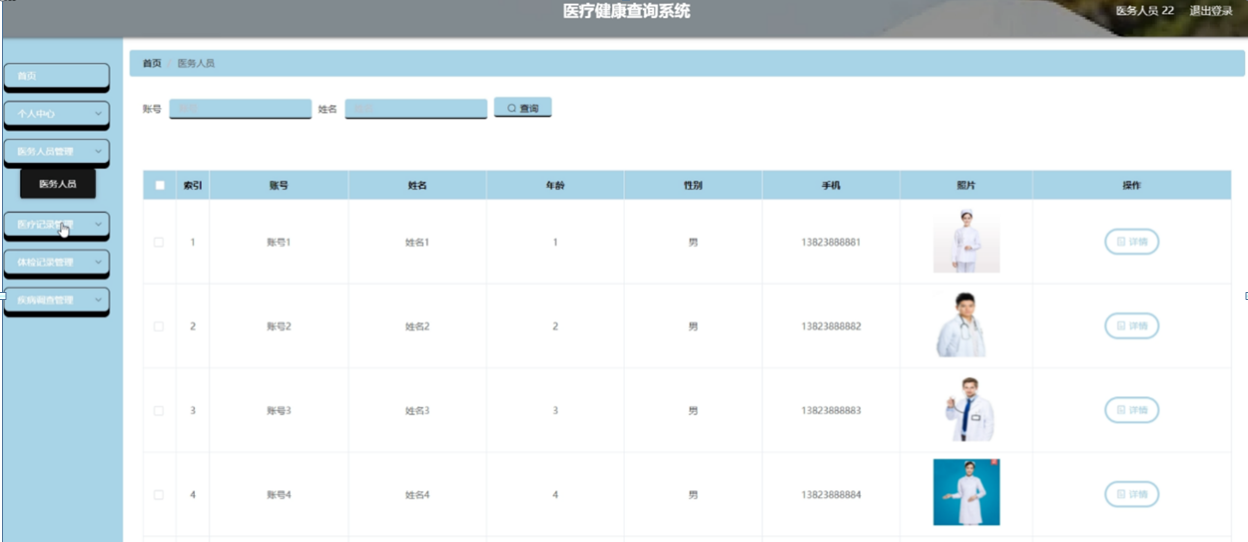 医疗健康查询系统
医务人员 22 退出登录
首页
个人中心
医务人员管理
医务人员
医疗记录管理
体检记录管理
疾病调查管理
首页 / 医务人员
账号 账号 姓名 姓名 查询
索引 账号 姓名 年龄 性别 手机 照片 操作
1 账号1 姓名1 1 男 13823888881 详情
2 账号2 姓名2 2 男 13823888882 详情
3 账号3 姓名3 3 男 13823888883 详情
4 账号4 姓名4 4 男 13823888884 详情